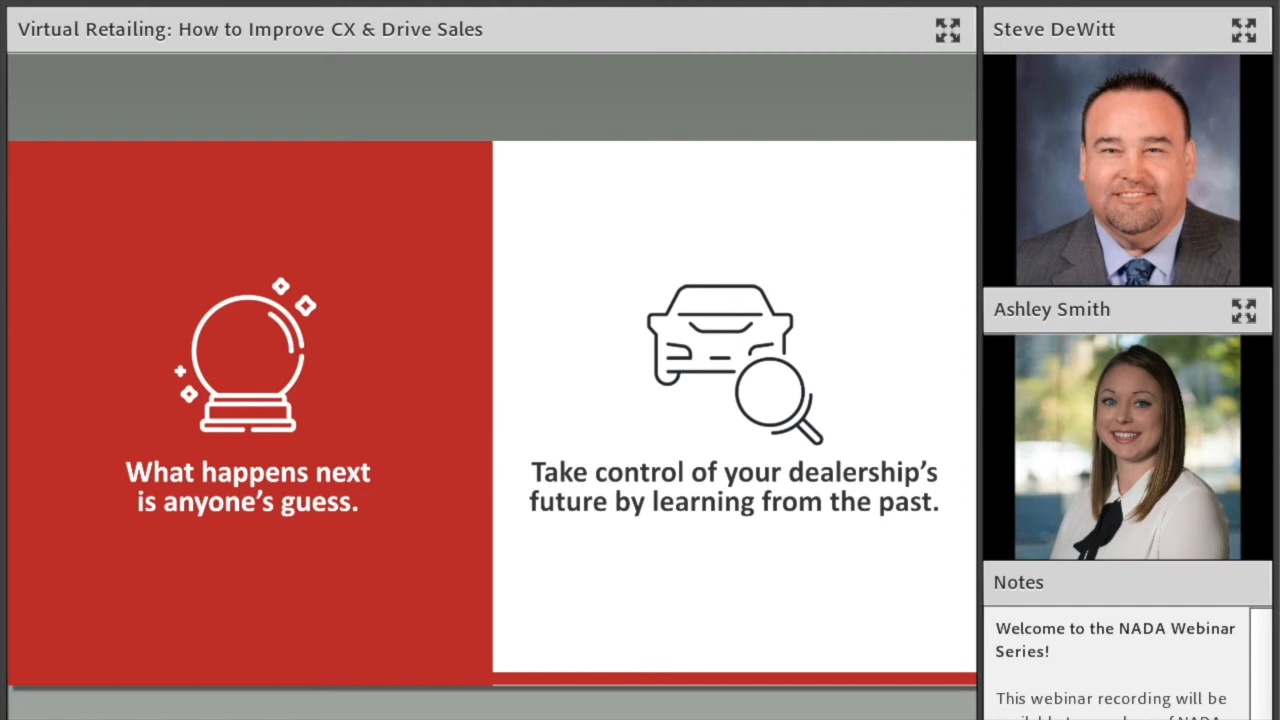 Virtual Retailing: How to Improve CX & Drive Sales
What happens next
is anyone’s guess.
Take control of your dealership’s
future by learning from the past.
Steve DeWitt
Ashley Smith
Notes
Welcome to the NADA Webinar
Series!
This webinar recording will be